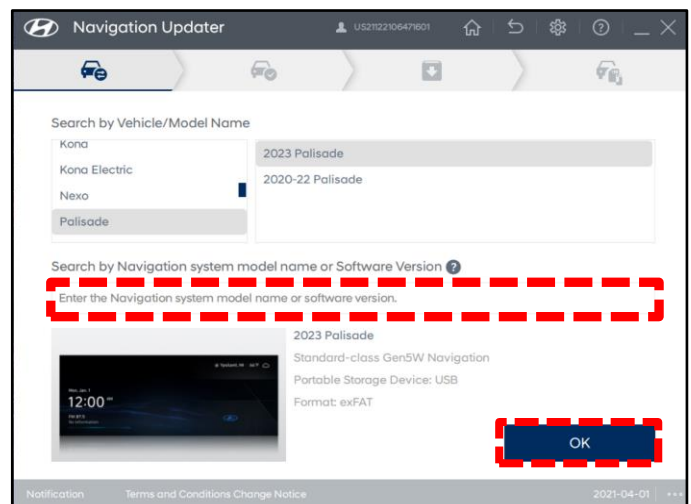 Navigation Updater
US21122106471601
Search by Vehicle/Model Name
Kona
Kona Electric
Nexo
Palisade
2023 Palisade
2020-22 Palisade
Search by Navigation system model name or Software Version ?
Enter the Navigation system model name or software version.
12:00
2023 Palisade
Standard-class Gen5W Navigation
Portable Storage Device: USB
Format: exFAT
OK
Notification
Terms and Conditions Change Notice
2021-04-01